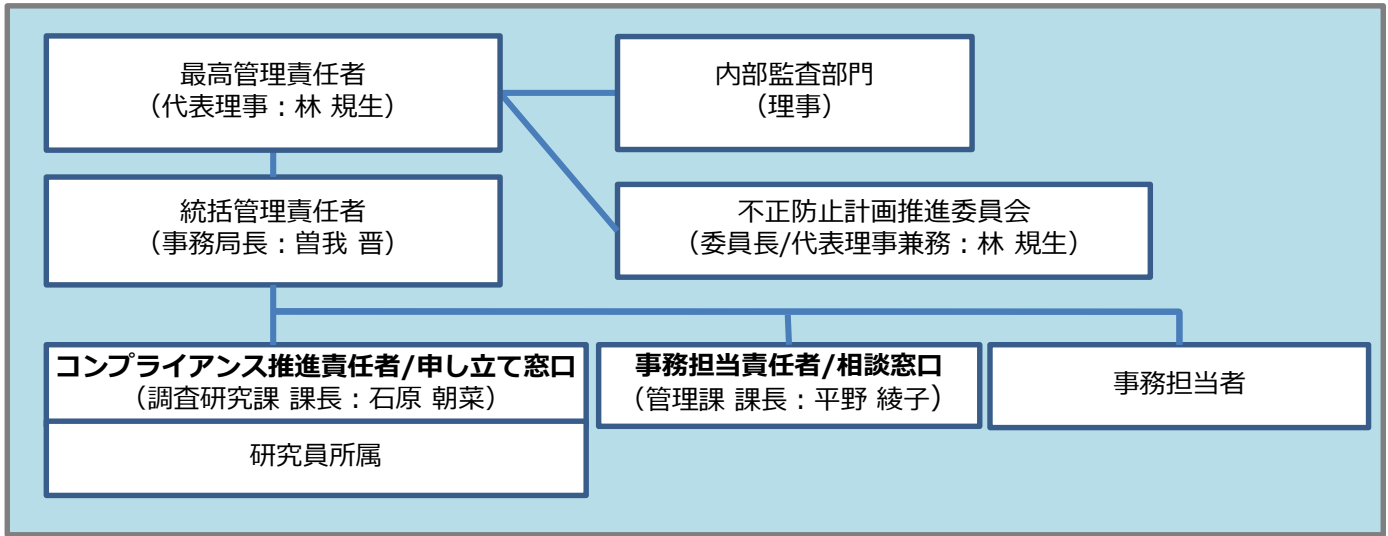 最高管理責任者
（代表理事：林 規生）
内部監査部門
（理事）
統括管理責任者
（事務局長：曽我 晋）
不正防止計画推進委員会
（委員長/代表理事兼務：林 規生）
コンプライアンス推進責任者/申し立て窓口
（調査研究課 課長：石原 朝菜）
研究員所属
事務担当責任者/相談窓口
（管理課 課長：平野 綾子）
事務担当者